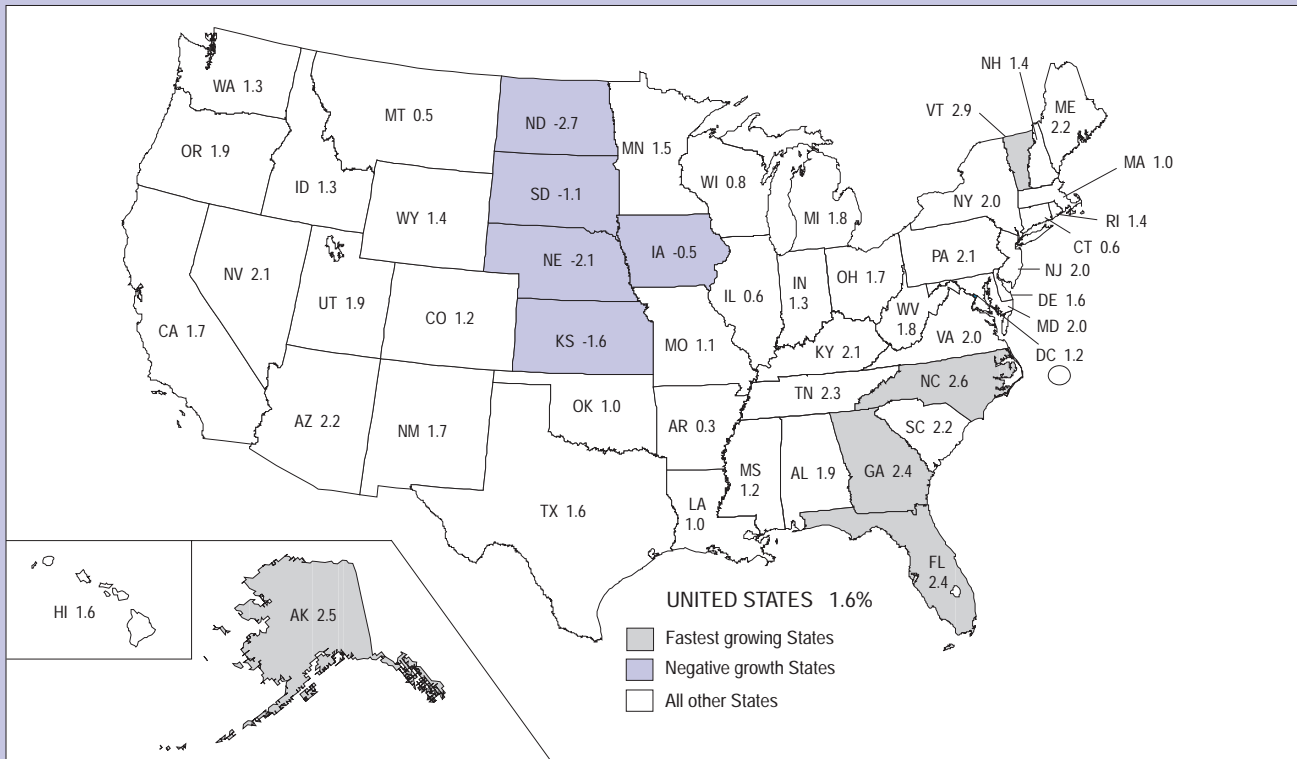 NH 1.4
WA 1.3
VT 2.9
ME
2.2
MT 0.5
ND -2.7
MN 1.5
OR 1.9
MA 1.0
WI 0.8
ID 1.3
SD -1.1
NY 2.0
WY 1.4
MI 1.8
RI 1.4
CT 0.6
IA -0.5
PA 2.1
NE -2.1
NJ 2.0
NV 2.1
OH 1.7
IN
1.3
IL 0.6
UT 1.9
DE 1.6
WV
1.8
CO 1.2
MD 2.0
CA 1.7
VA 2.0
KS -1.6
MO 1.1
KY 2.1
DC 1.2
NC 2.6
TN 2.3
OK 1.0
AZ 2.2
NM 1.7
AR 0.3
SC 2.2
MS
1.2
AL 1.9
GA 2.4
LA
1.0
TX 1.6
FL
2.4
UNITED STATES 1.6%
HI 1.6
AK 2.5
Fastest growing States
Negative growth States
All other States